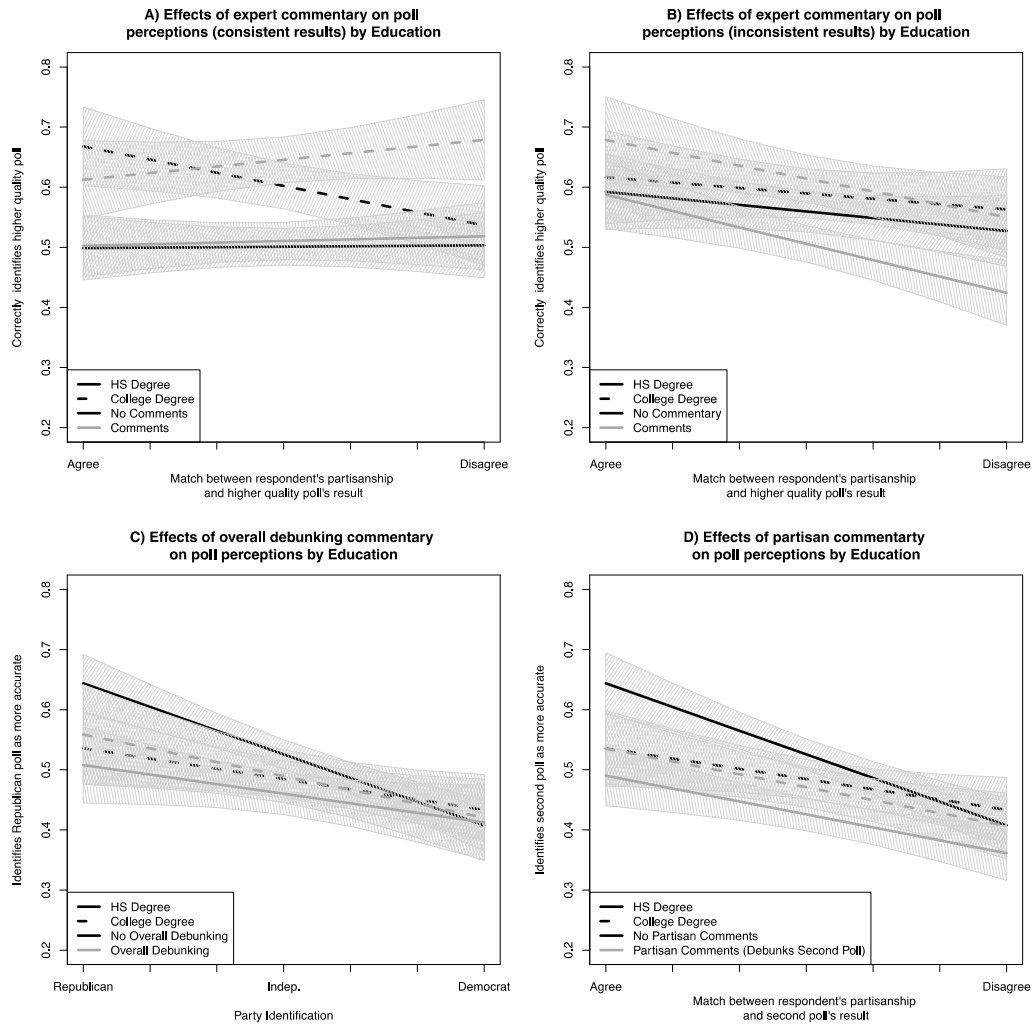 A) Effects of expert commentary on poll
perceptions (consistent results) by Education
Correctly identifies higher quality poll
0.8
0.7
0.6
0.5
0.4
0.3
0.2
HS Degree
College Degree
No Comments
Comments
Agree
Disagree
Match between respondent's partisanship
and higher quality poll's result
B) Effects of expert commentary on poll
perceptions (inconsistent results) by Education
Correctly identifies higher quality poll
0.8
0.7
0.6
0.5
0.4
0.3
0.2
HS Degree
College Degree
No Commentary
Comments
Agree
Disagree
Match between respondent's partisanship
and higher quality poll's result
C) Effects of overall debunking commentary
on poll perceptions by Education
Identifies Republican poll as more accurate
0.8
0.7
0.6
0.5
0.4
0.3
0.2
HS Degree
College Degree
No Overall Debunking
Overall Debunking
Republican
Indep.
Democrat
Party Identification
D) Effects of partisan commentarty
on poll perceptions by Education
Identifies second poll as more accurate
0.8
0.7
0.6
0.5
0.4
0.3
0.2
HS Degree
College Degree
No Partisan Comments
Partisan Comments (Debunks Second Poll)
Agree
Disagree
Match between respondent's partisanship
and second poll's result